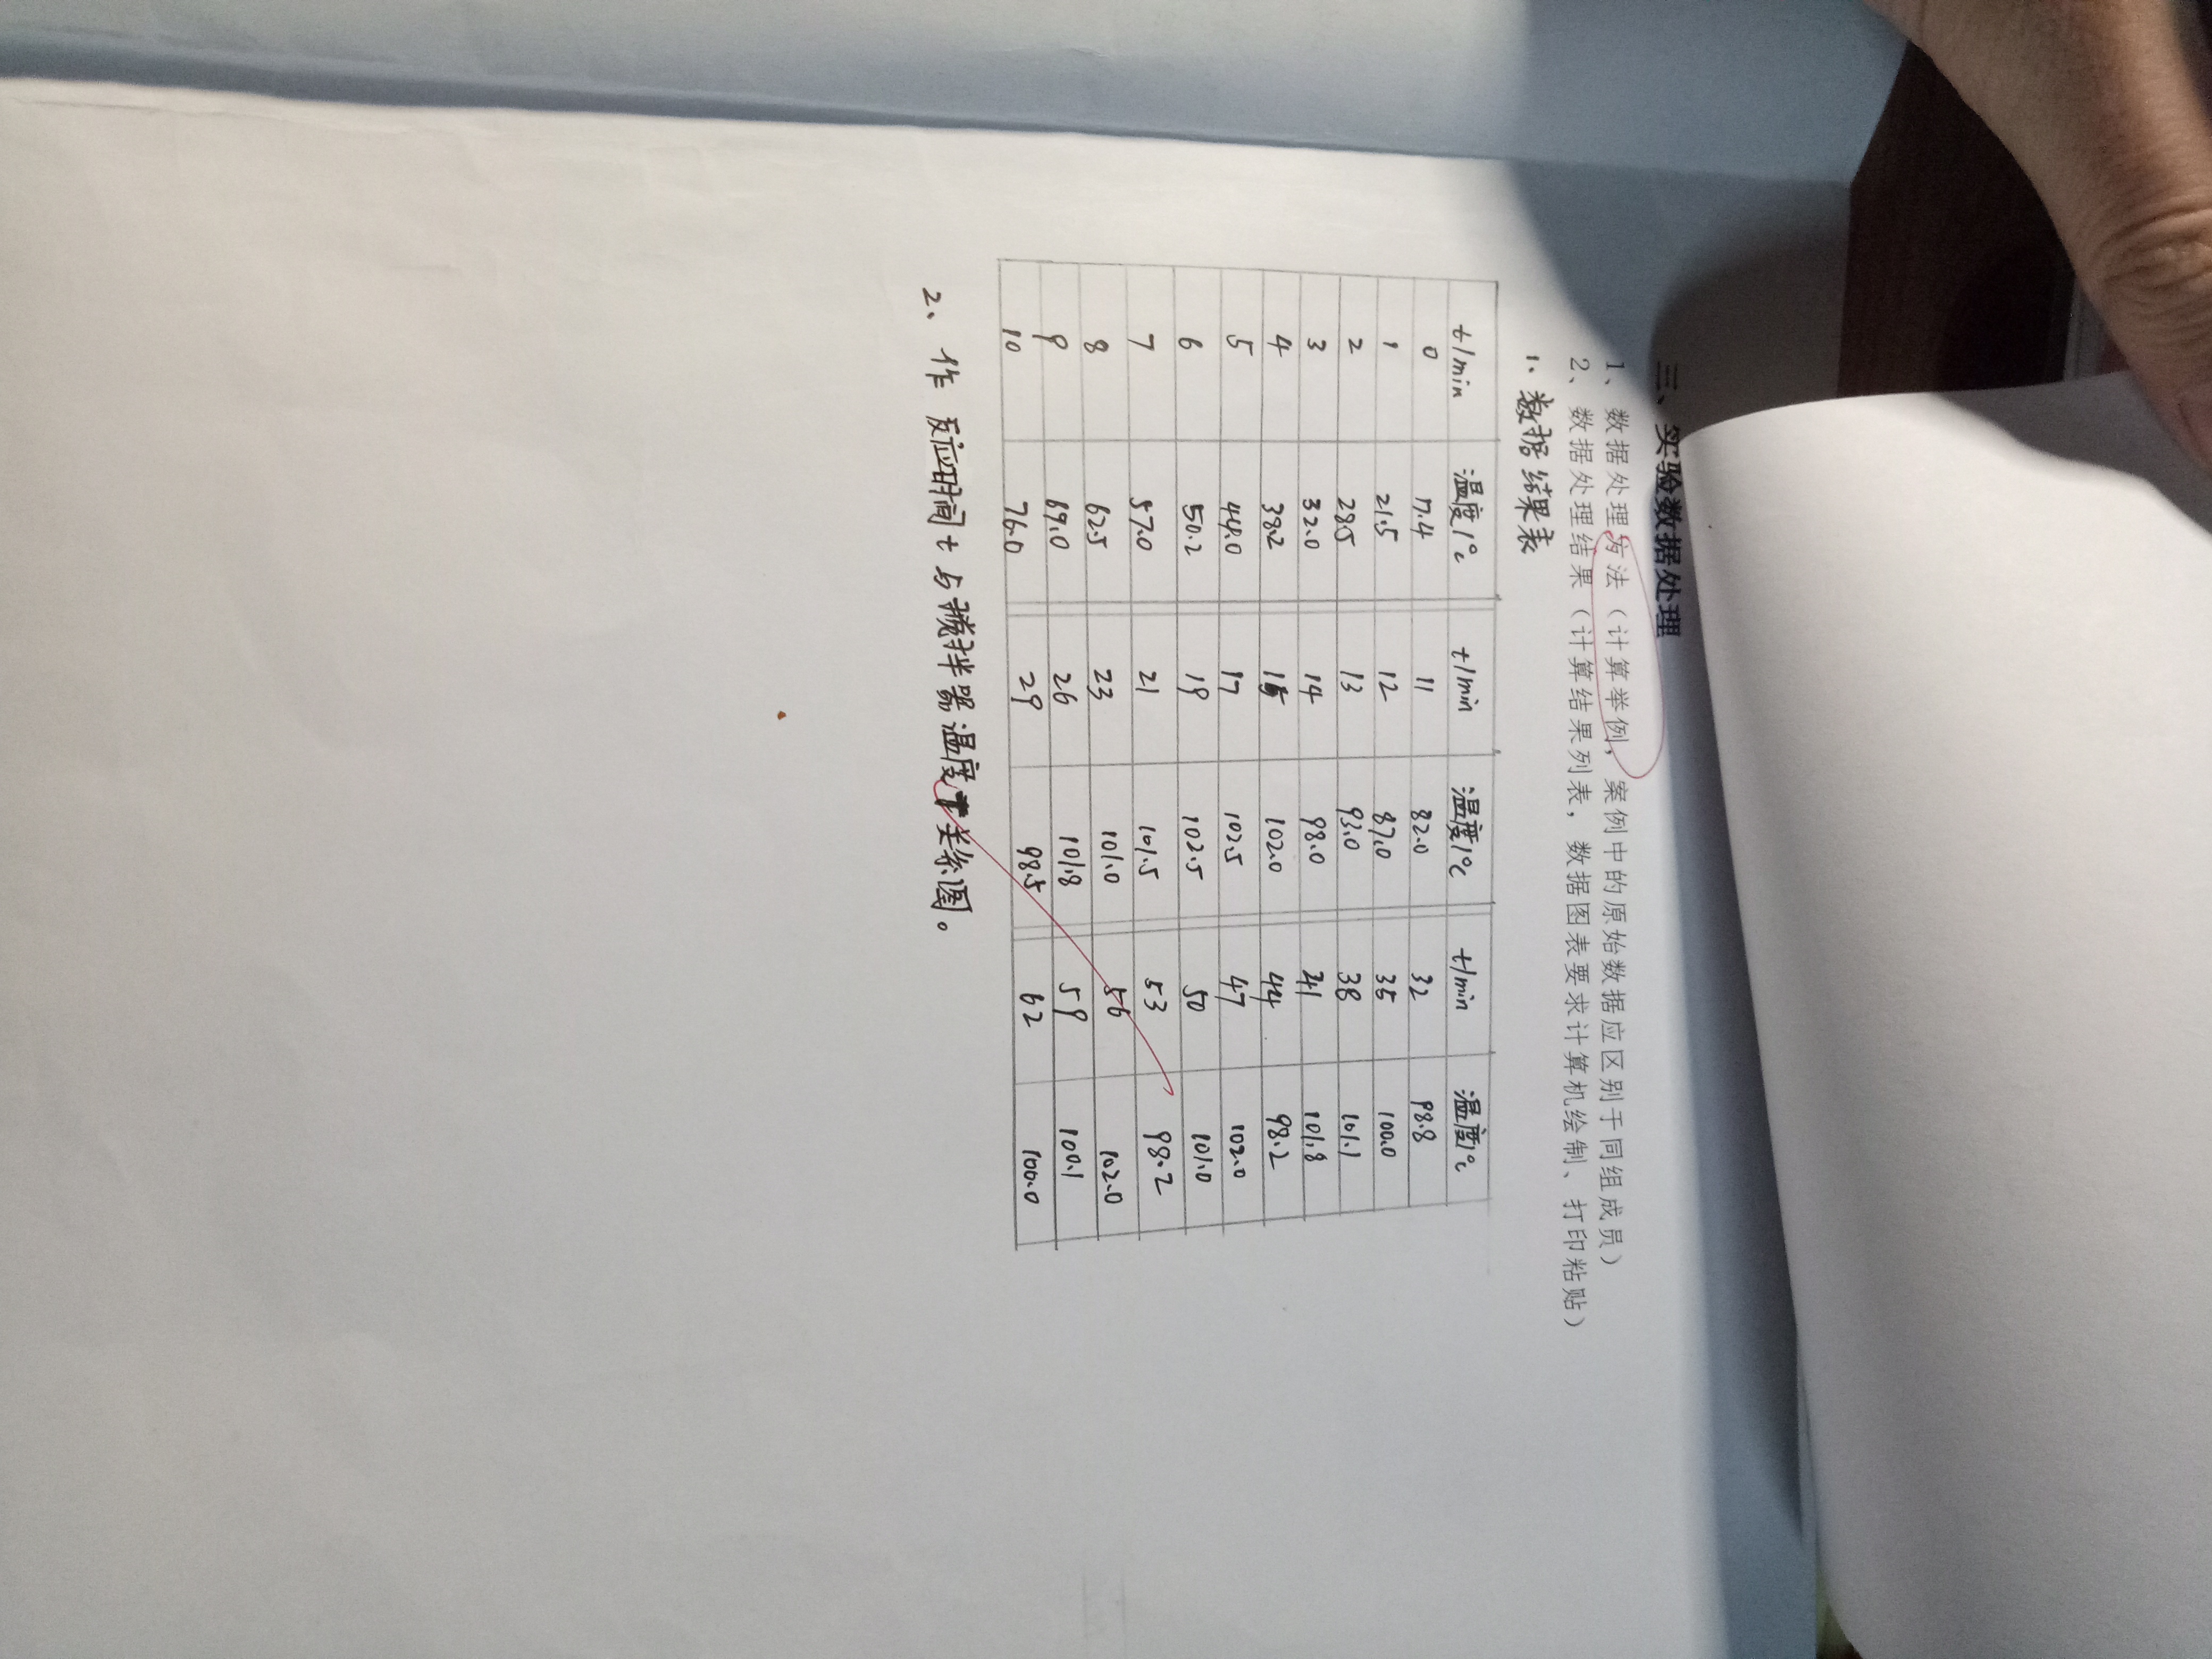 三、实验数据处理
1、数据处理方法（计算举例，案例中的原始数据应区别于同组成员）
2、数据处理结果（计算结果列表，数据图表要求计算机绘制、打印粘贴）
1. 数据结果表
t/min 温度/℃ t/min 温度/℃ t/min 温度/℃
0 17.4 11 82.0 32 98.8
1 21.5 12 87.0 35 100.0
2 28.5 13 93.0 38 101.1
3 32.0 14 98.0 41 101.8
4 38.2 15 102.0 44 98.2
5 44.0 17 102.5 47 102.0
6 50.2 19 102.5 50 101.0
7 57.0 21 101.5 53 98.2
8 62.5 23 101.0 56 102.0
9 69.0 26 101.8 59 100.1
10 76.0 29 98.5 62 100.0
2、作反应时间t与搅拌器温度关系图。